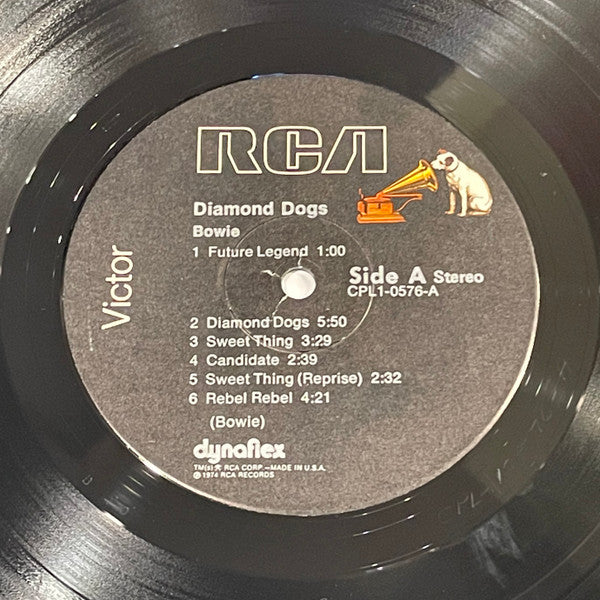 RCA
Victor
Diamond Dogs
Bowie
1 Future Legend 1:00
Side A Stereo
CPL1-0576-A
2 Diamond Dogs 5:50
3 Sweet Thing 3:29
4 Candidate 2:39
5 Sweet Thing (Reprise) 2:32
6 Rebel Rebel 4:21
(Bowie)
dynaflex
TM(s) ® RCA CORP.–MADE IN U.S.A.
© 1974 RCA RECORDS